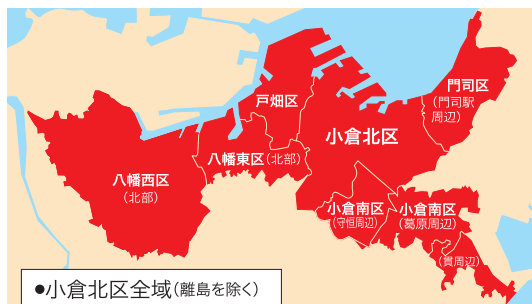 門司区
(門司駅
周辺)
戸畑区
小倉北区
八幡東区(北部)
八幡西区
(北部)
小倉南区
(守恒周辺)
小倉南区
(葛原周辺)
(貫周辺)
●小倉北区全域(離島を除く)